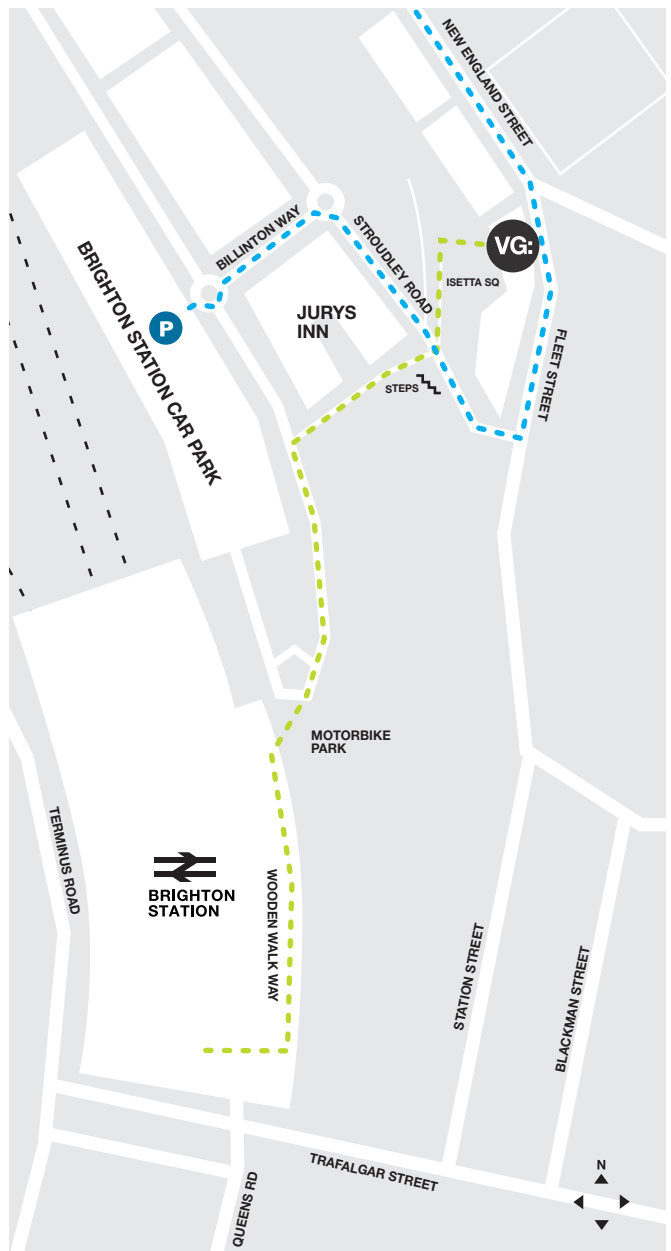 NEW ENGLAND STREET
BILLINTON WAY
STROUDLEY ROAD
VG:
BRIGHTON STATION CAR PARK
P
JURYS
INN
ISETTA SQ
FLEET STREET
STEPS
MOTORBIKE
PARK
TERMINUS ROAD
BRIGHTON
STATION
WOODEN WALK WAY
STATION STREET
BLACKMAN STREET
TRAFALGAR STREET
QUEENS RD
N